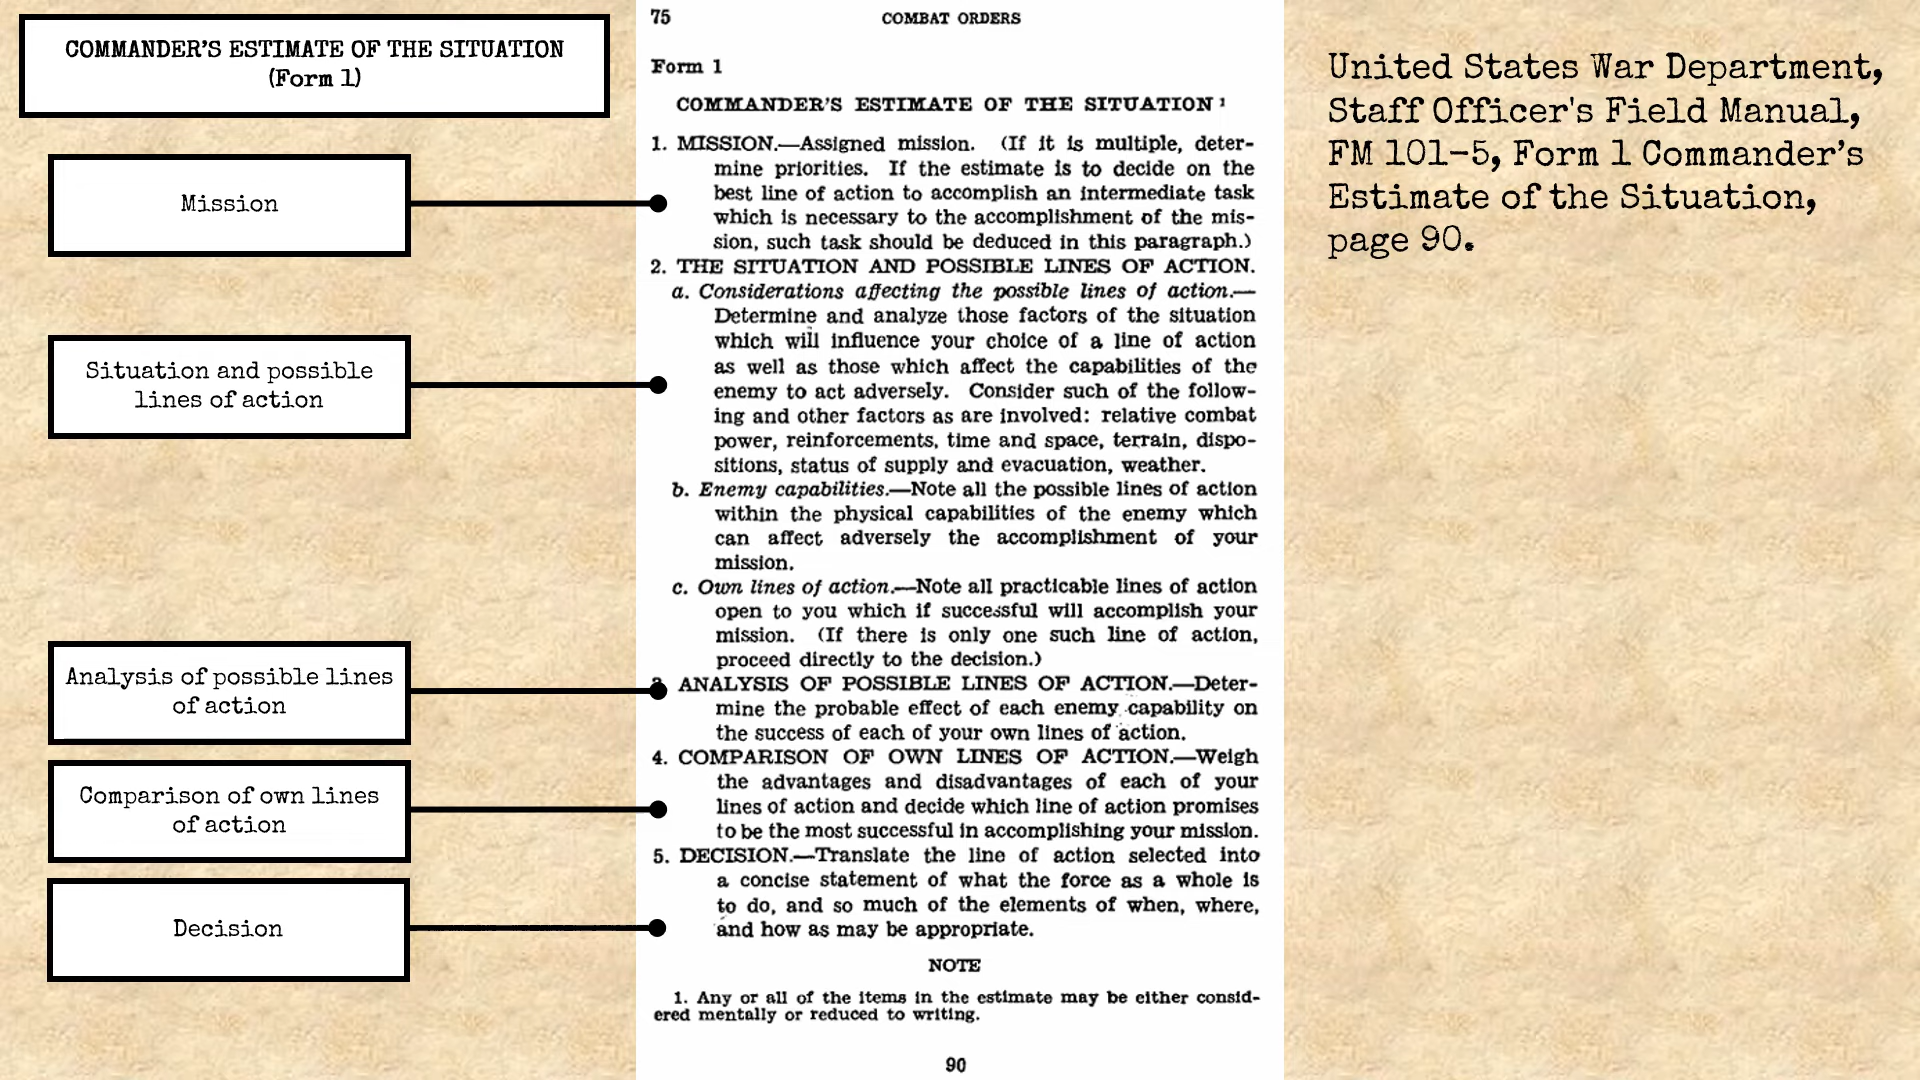 COMMANDER'S ESTIMATE OF THE SITUATION
(Form 1)
Mission
Situation and possible
lines of action
Analysis of possible lines
of action
Comparison of own lines
of action
Decision
75 COMBAT ORDERS
Form 1
COMMANDER'S ESTIMATE OF THE SITUATION ¹
1. MISSION.—Assigned mission. (If it is multiple, deter-
mine priorities. If the estimate is to decide on the
best line of action to accomplish an intermediate task
which is necessary to the accomplishment of the mis-
sion, such task should be deduced in this paragraph.)
2. THE SITUATION AND POSSIBLE LINES OF ACTION.
a. Considerations affecting the possible lines of action.—
Determine and analyze those factors of the situation
which will influence your choice of a line of action
as well as those which affect the capabilities of the
enemy to act adversely. Consider such of the follow-
ing and other factors as are involved: relative combat
power, reinforcements, time and space, terrain, dispo-
sitions, status of supply and evacuation, weather.
b. Enemy capabilities.—Note all the possible lines of action
within the physical capabilities of the enemy which
can affect adversely the accomplishment of your
mission.
c. Own lines of action.—Note all practicable lines of action
open to you which if successful will accomplish your
mission. (If there is only one such line of action,
proceed directly to the decision.)
ANALYSIS OF POSSIBLE LINES OF ACTION.—Deter-
mine the probable effect of each enemy capability on
the success of each of your own lines of action.
4. COMPARISON OF OWN LINES OF ACTION.—Weigh
the advantages and disadvantages of each of your
lines of action and decide which line of action promises
to be the most successful in accomplishing your mission.
5. DECISION.—Translate the line of action selected into
a concise statement of what the force as a whole is
to do, and so much of the elements of when, where,
and how as may be appropriate.
NOTE
1. Any or all of the items in the estimate may be either consid-
ered mentally or reduced to writing.
90
United States War Department,
Staff Officer's Field Manual,
FM 101-5, Form 1 Commander's
Estimate of the Situation,
page 90.